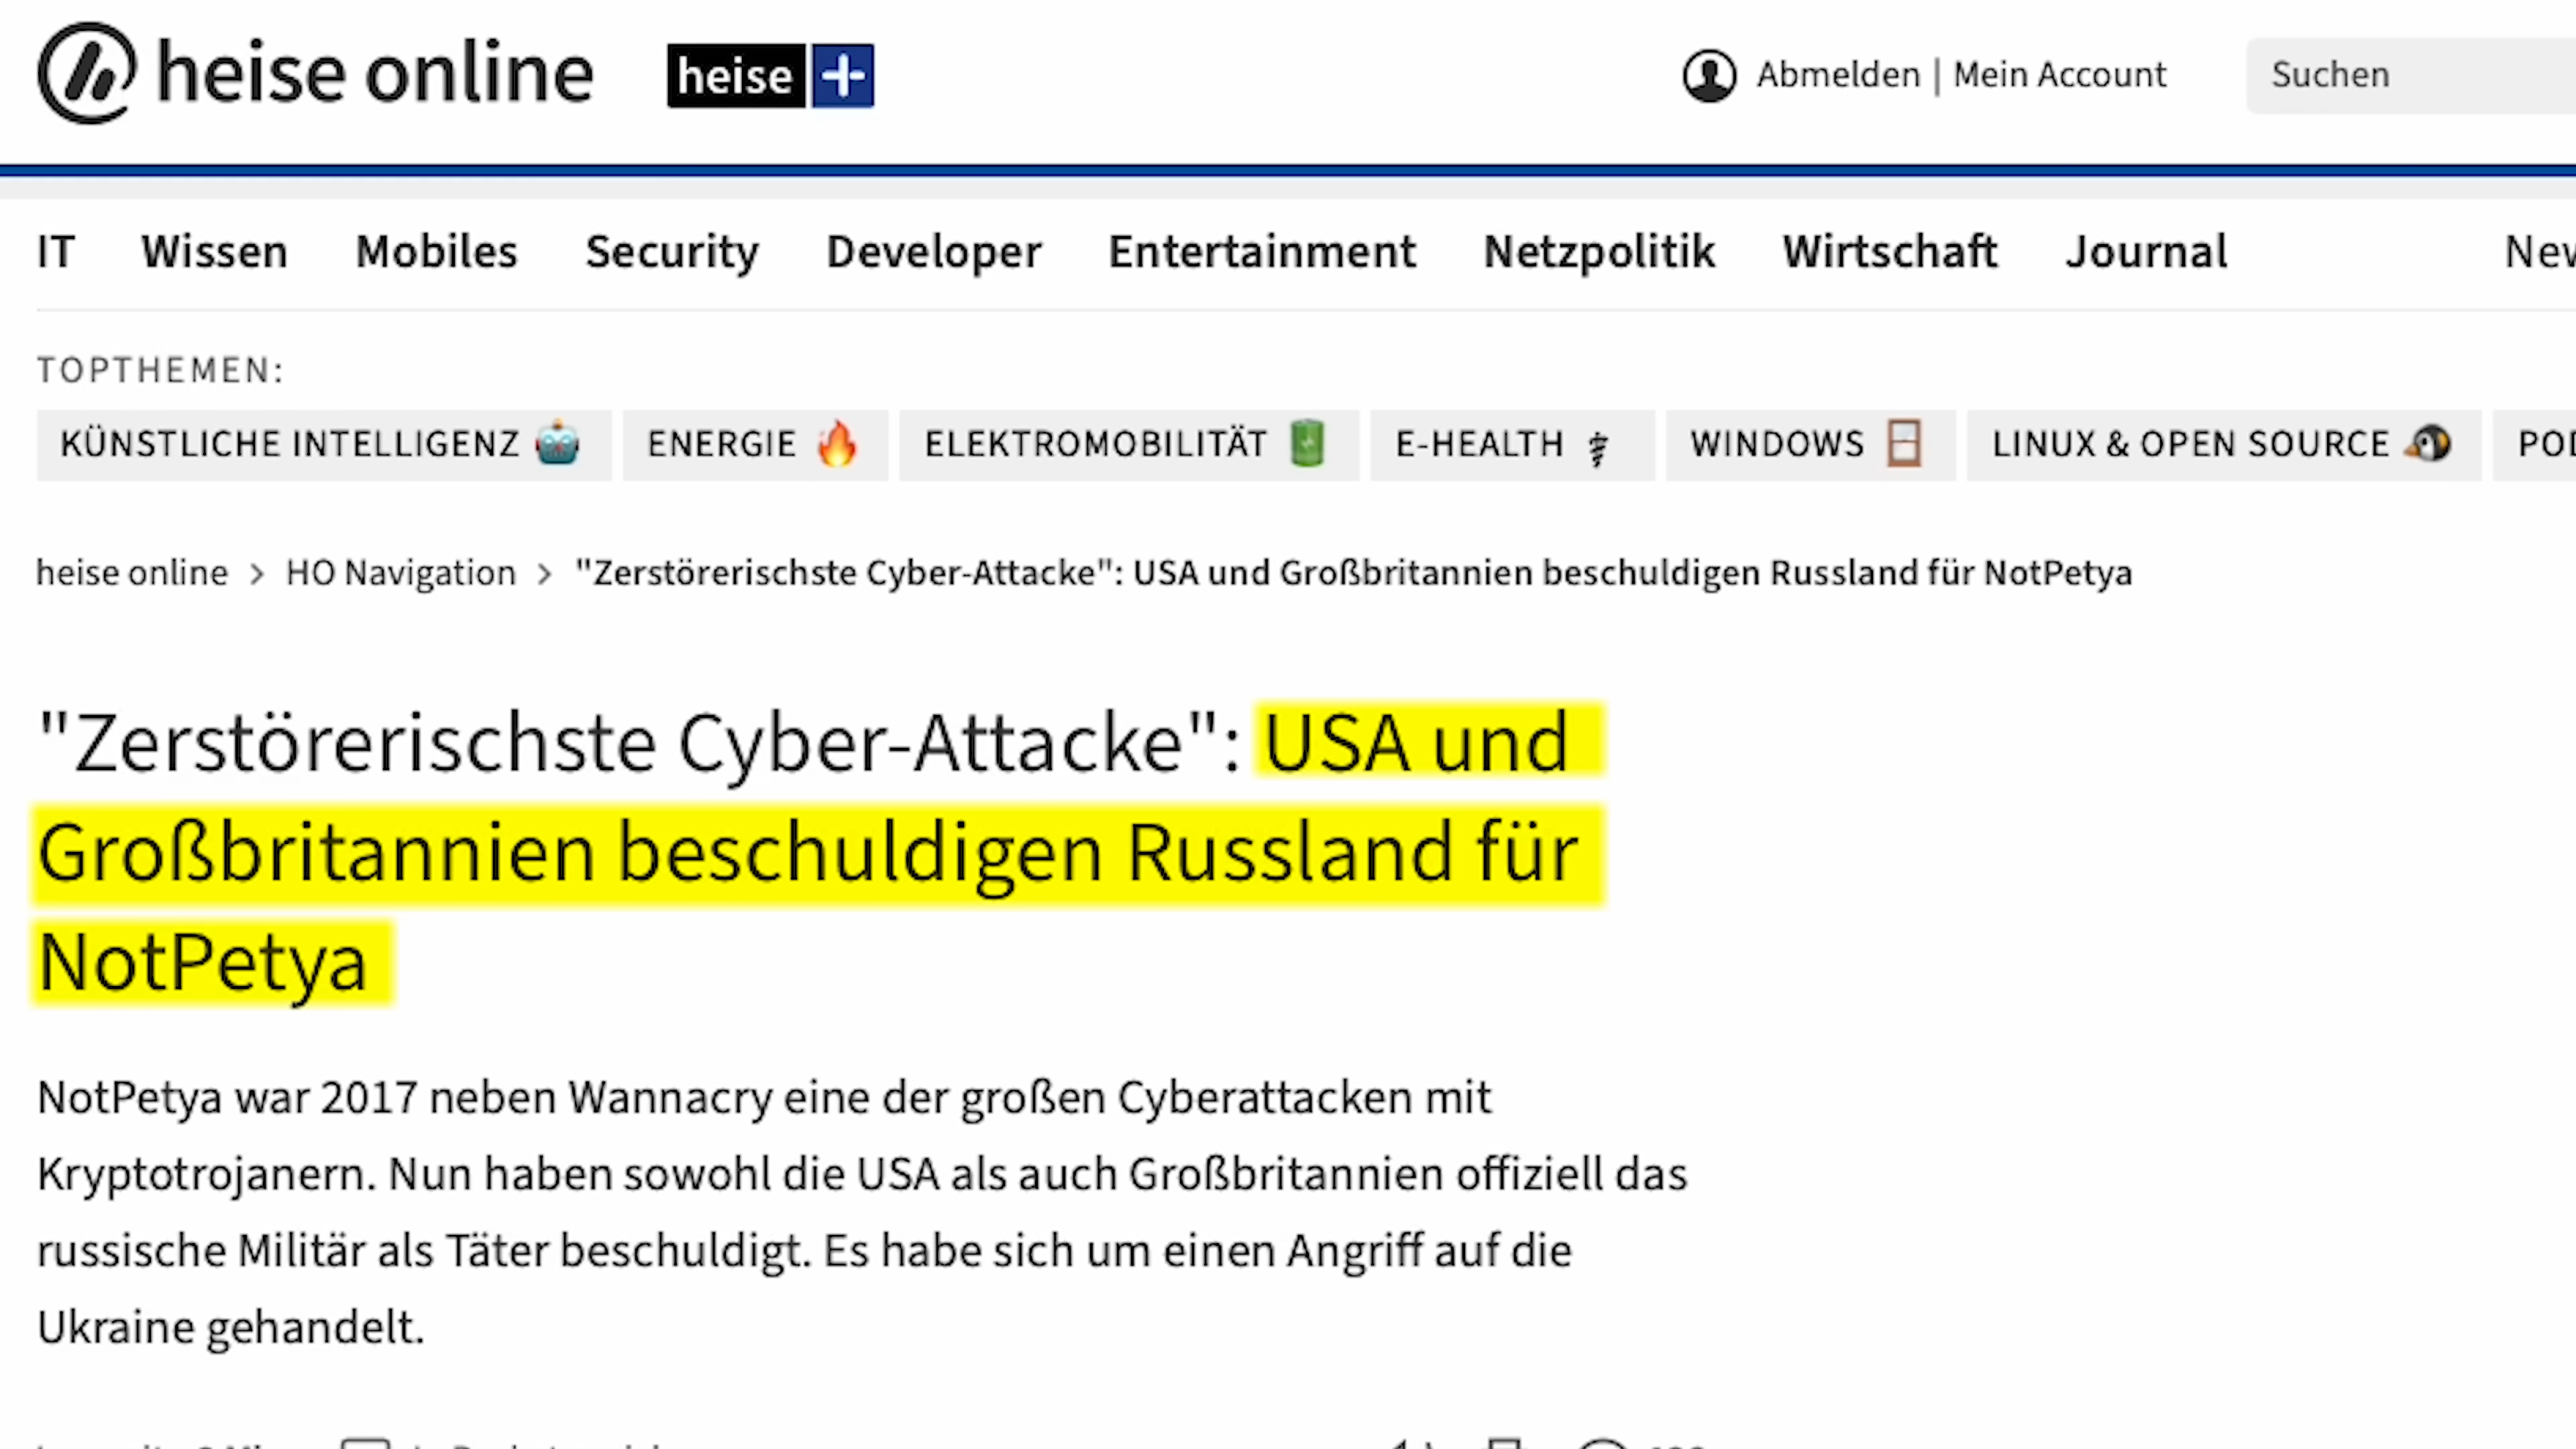 heise online heise + Abmelden | Mein Account Suchen
IT Wissen Mobiles Security Developer Entertainment Netzpolitik Wirtschaft Journal
TOPTHEMEN:
KÜNSTLICHE INTELLIGENZ ENERGIE ELEKTROMOBILITÄT E-HEALTH WINDOWS LINUX & OPEN SOURCE
heise online > HO Navigation > "Zerstörerischste Cyber-Attacke": USA und Großbritannien beschuldigen Russland für NotPetya
"Zerstörerischste Cyber-Attacke": USA und
Großbritannien beschuldigen Russland für
NotPetya
NotPetya war 2017 neben Wannacry eine der großen Cyberattacken mit
Kryptotrojanern. Nun haben sowohl die USA als auch Großbritannien offiziell das
russische Militär als Täter beschuldigt. Es habe sich um einen Angriff auf die
Ukraine gehandelt.